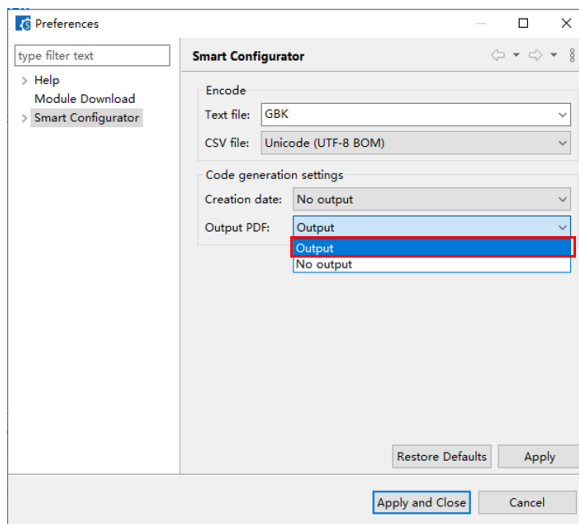 Preferences
type filter text
Help
Module Download
Smart Configurator
Smart Configurator
Encode
Text file: GBK
CSV file: Unicode (UTF-8 BOM)
Code generation settings
Creation date: No output
Output PDF: Output
Output
No output
Restore Defaults Apply
Apply and Close Cancel